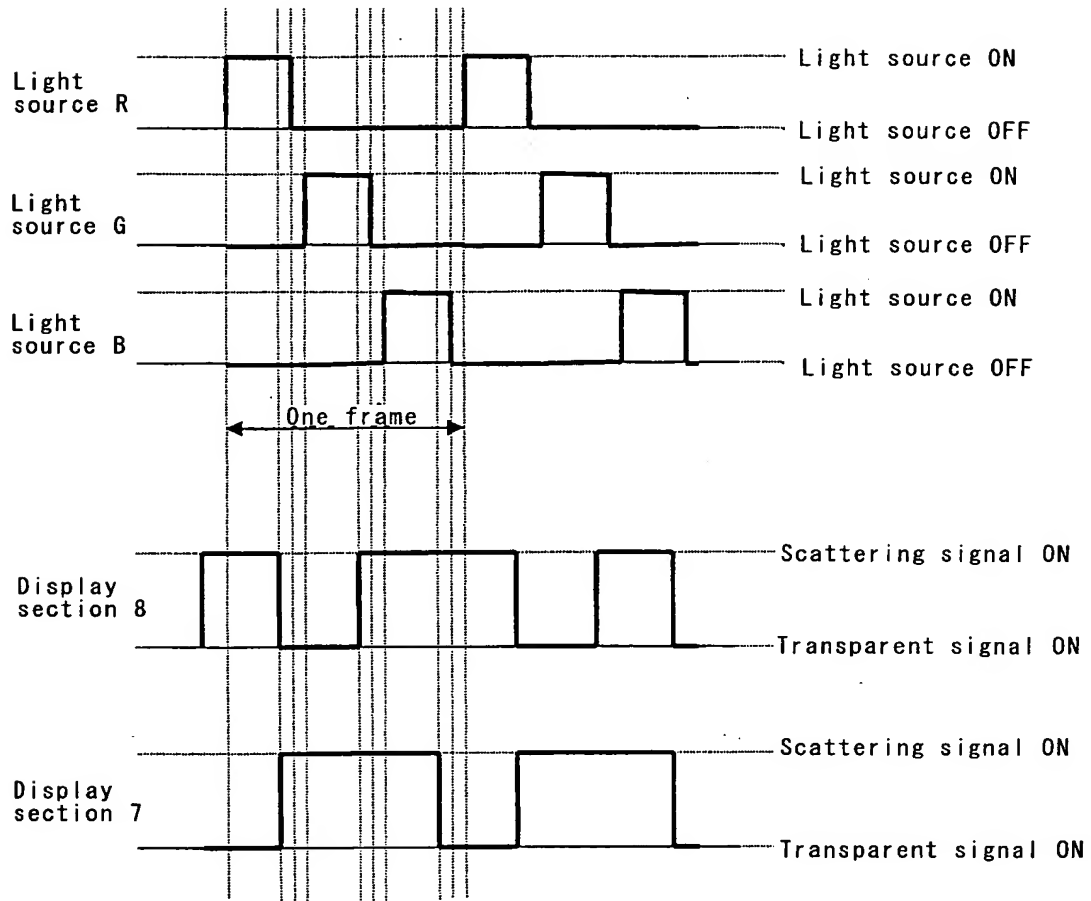 Light source ON
Light
source R
Light source OFF
Light source ON
Light
source G
Light source OFF
Light source ON
Light
source B
Light source OFF
One frame
Scattering signal ON
Display
section 8
Transparent signal ON
Scattering signal ON
Display
section 7
Transparent signal ON